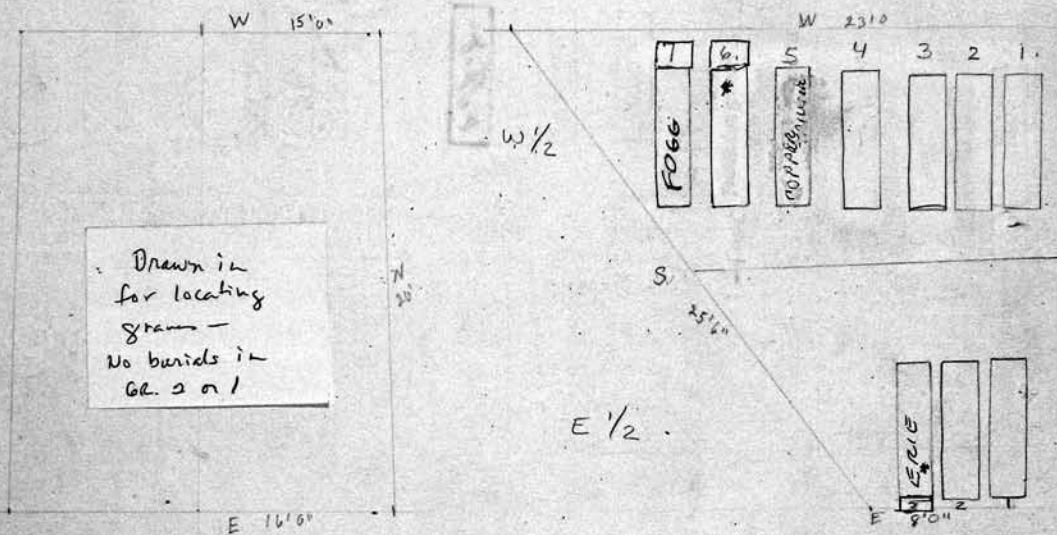 W 15'0"
W 23'0
7 6. 5 4 3 2 1.
FOGG
*
W 1/2
N
20'
S
25'6"
Drawn in
for locating
graves —
No burials in
GR. 2 or 1
E 1/2 .
ERIE
*
3 2 1
E 16'6"
E 8'0"